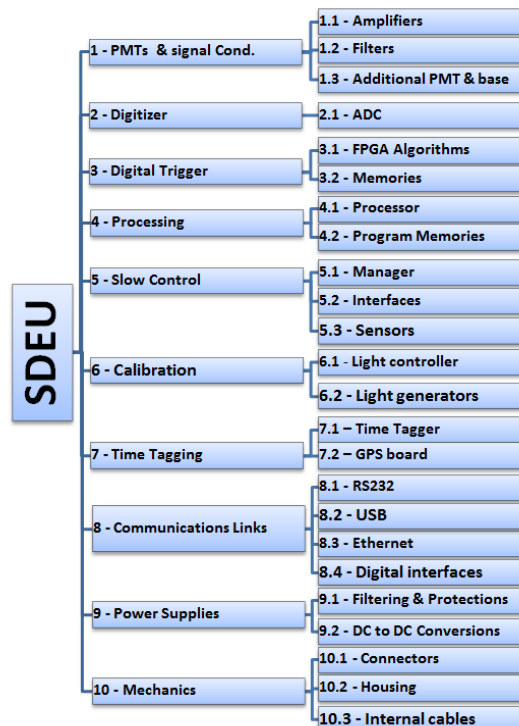 SDEU
1 - PMTs & signal Cond.
1.1 - Amplifiers
1.2 - Filters
1.3 - Additional PMT & base
2 - Digitizer
2.1 - ADC
3 - Digital Trigger
3.1 - FPGA Algorithms
3.2 - Memories
4 - Processing
4.1 - Processor
4.2 - Program Memories
5 - Slow Control
5.1 - Manager
5.2 - Interfaces
5.3 - Sensors
6 - Calibration
6.1 - Light controller
6.2 - Light generators
7 - Time Tagging
7.1 – Time Tagger
7.2 – GPS board
8 - Communications Links
8.1 - RS232
8.2 - USB
8.3 - Ethernet
8.4 - Digital interfaces
9 - Power Supplies
9.1 - Filtering & Protections
9.2 - DC to DC Conversions
10 - Mechanics
10.1 - Connectors
10.2 - Housing
10.3 - Internal cables